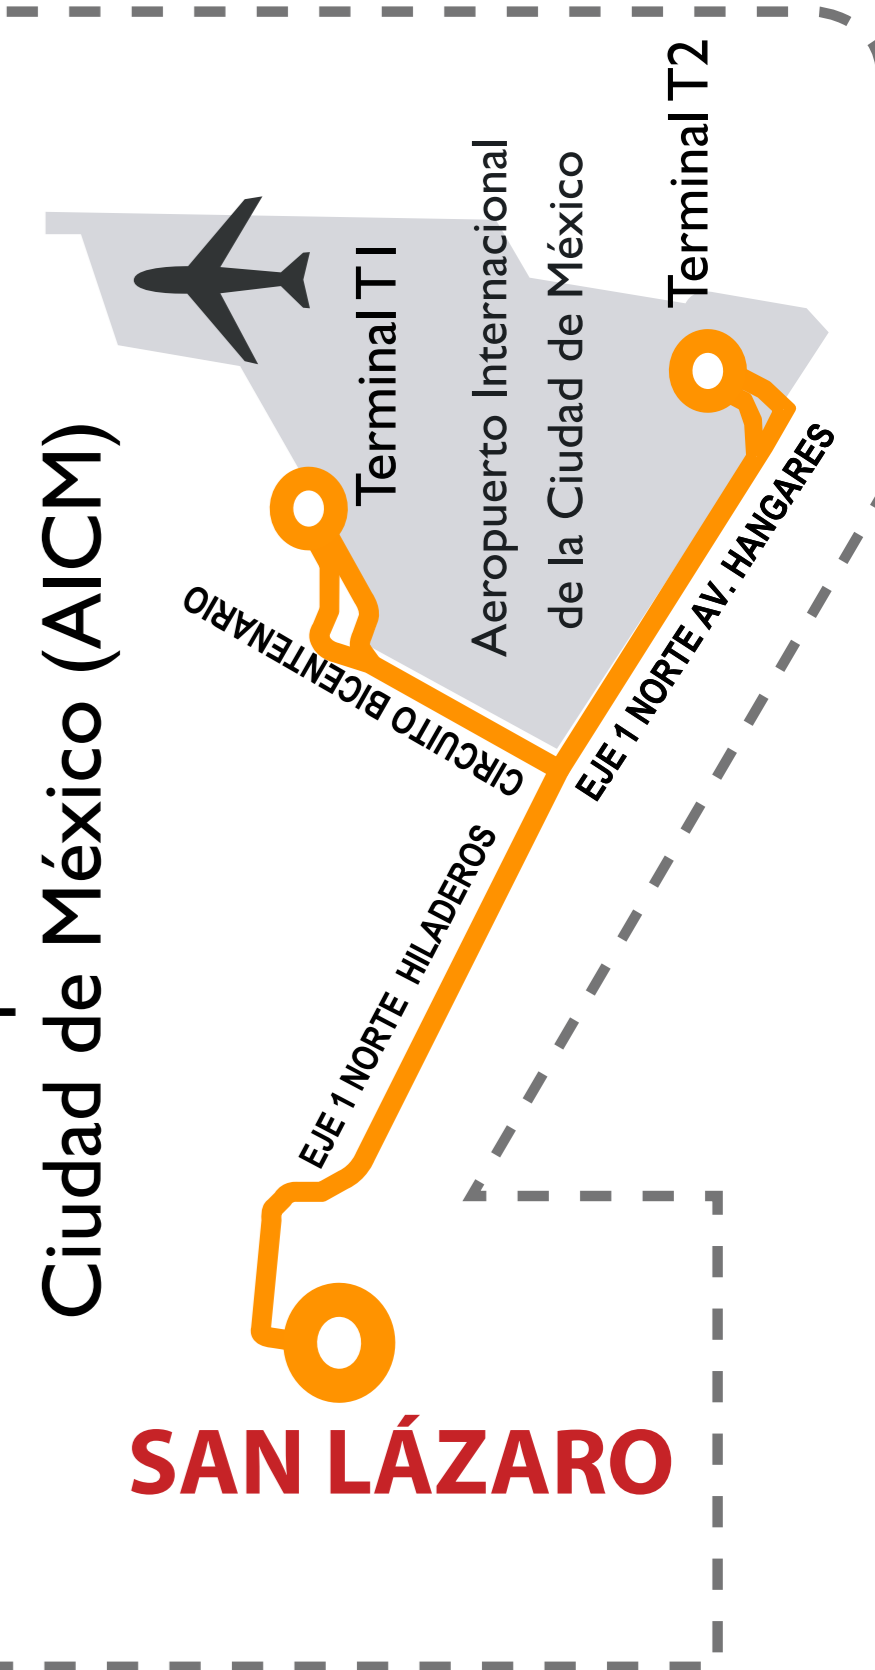 Ciudad de México (AICM)
Terminal T1
Aeropuerto Internacional
de la Ciudad de México
Terminal T2
CIRCUITO BICENTENARIO
EJE 1 NORTE AV. HANGARES
EJE 1 NORTE HILADEROS
SAN LÁZARO